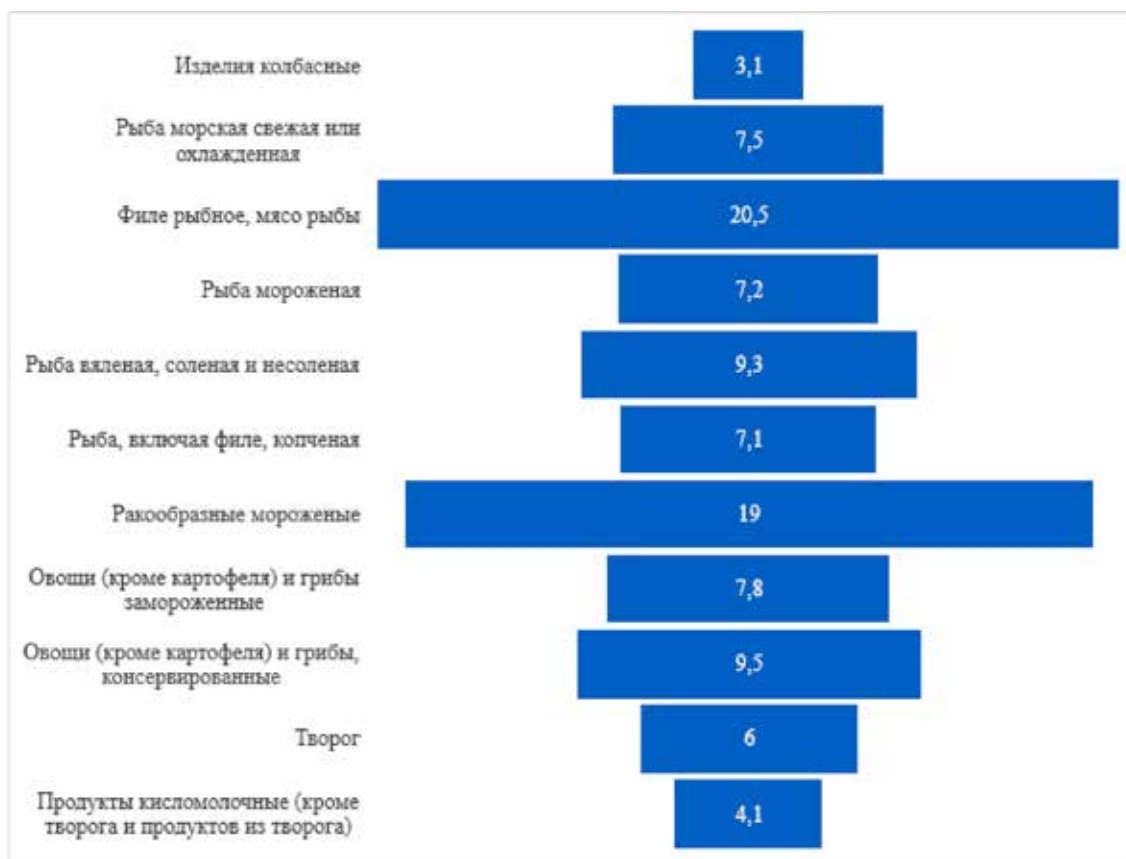 Изделия колбасные
3,1
Рыба морская свежая или
охлажденная
7,5
Филе рыбное, мясо рыбы
20,5
Рыба мороженая
7,2
Рыба вяленая, соленая и несоленая
9,3
Рыба, включая филе, копченая
7,1
Ракообразные мороженые
19
Овощи (кроме картофеля) и грибы
замороженные
7,8
Овощи (кроме картофеля) и грибы,
консервированные
9,5
Творог
6
Продукты кисломолочные (кроме
творога и продуктов из творога)
4,1